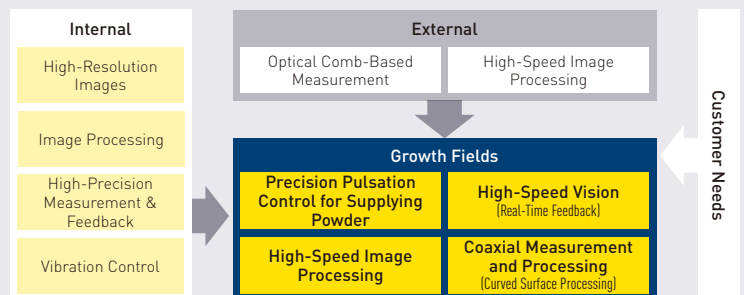 Internal
High-Resolution
Images
Image Processing
High-Precision
Measurement &
Feedback
Vibration Control
External
Optical Comb-Based
Measurement
High-Speed Image
Processing
Growth Fields
Precision Pulsation
Control for Supplying
Powder
High-Speed Vision
(Real-Time Feedback)
High-Speed Image
Processing
Coaxial Measurement
and Processing
(Curved Surface Processing)
Customer Needs